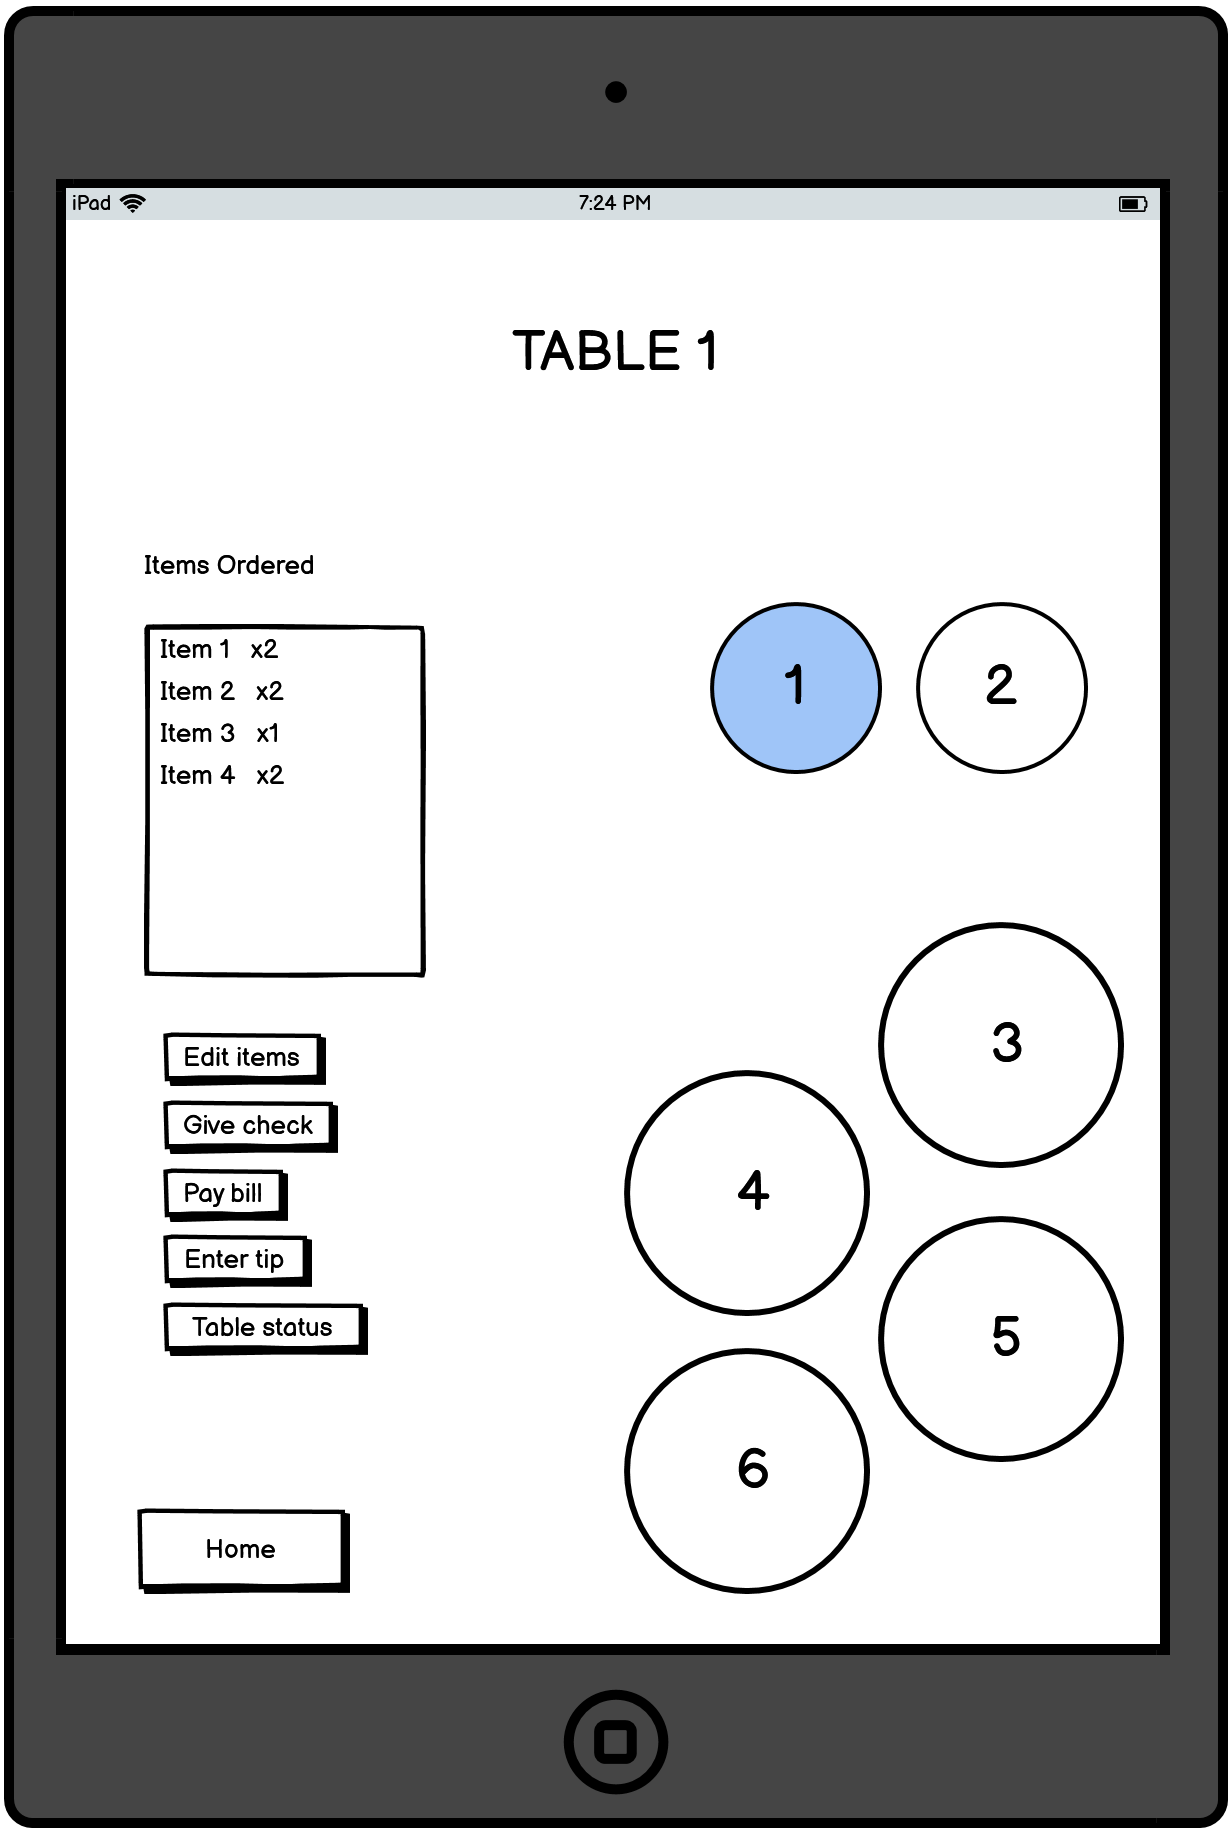 iPad
7:24 PM
TABLE 1
Items Ordered
Item 1 x2
Item 2 x2
Item 3 x1
Item 4 x2
Edit items
Give check
Pay bill
Enter tip
Table status
Home
1
2
3
4
5
6